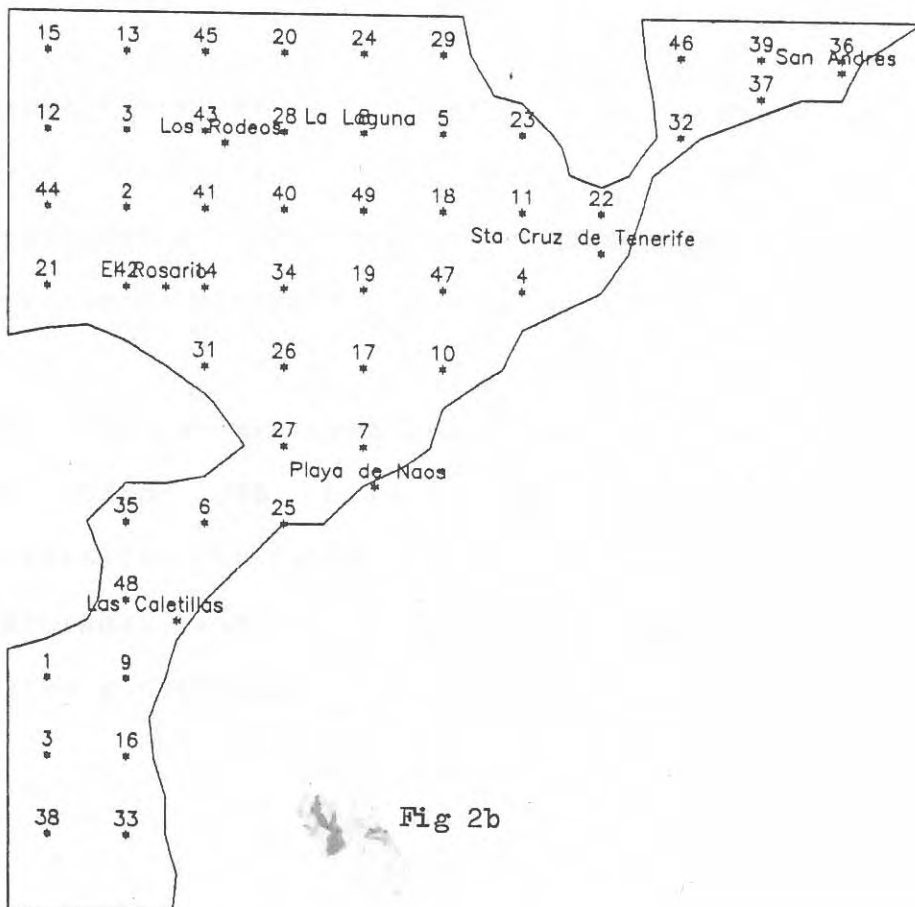 15 13 45 20 24 29 46 39 36
San Andres
37
12 3 43 28 La Laguna 8 5 23 32
Los Rodeos
44 2 41 40 49 18 11 22
Sta Cruz de Tenerife
21 El Rosario 42 14 34 19 47 4
31 26 17 10
27 7
Playa de Naos
35 6 25
48
Las Caletillas
1 9
3 16
38 33
Fig 2b